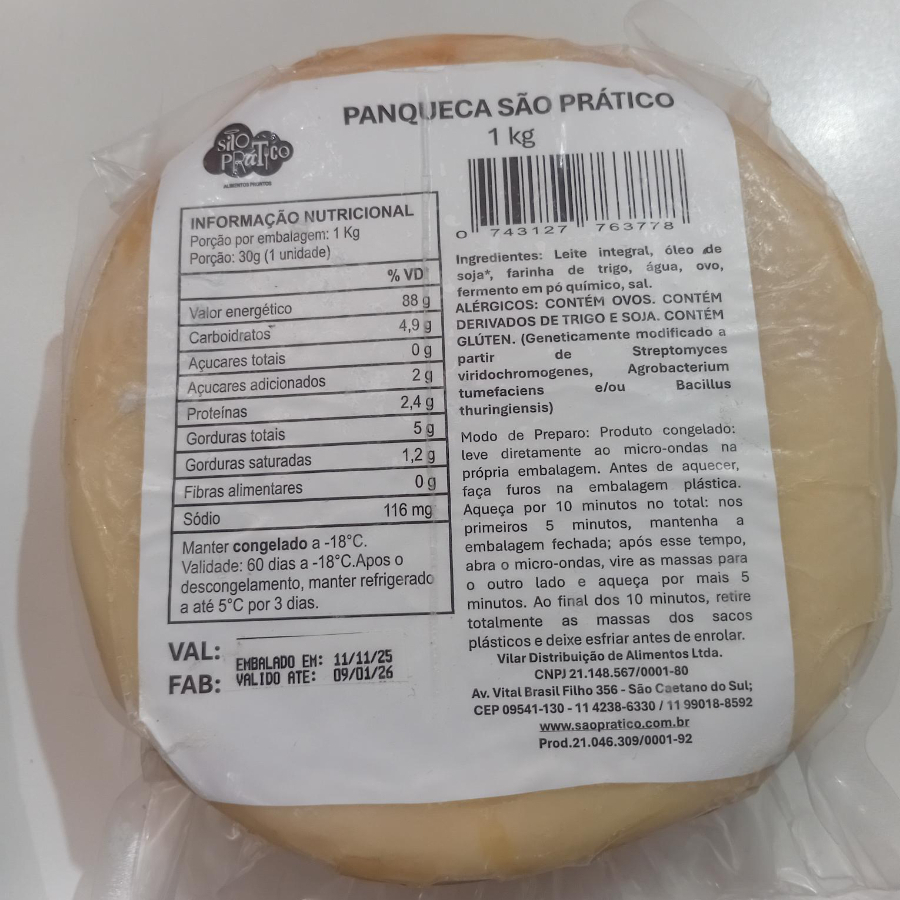 PANQUECA SÃO PRÁTICO
1 kg
SÃO
PRáTiCO
ALIMENTOS PRONTOS
0 743127 763778
INFORMAÇÃO NUTRICIONAL
Porção por embalagem: 1 Kg
Porção: 30g (1 unidade)
% VD
Valor energético 88 g
Carboidratos 4,9 g
Açucares totais 0 g
Açucares adicionados 2 g
Proteínas 2,4 g
Gorduras totais 5 g
Gorduras saturadas 1,2 g
Fibras alimentares 0 g
Sódio 116 mg
Manter congelado a -18°C.
Validade: 60 dias a -18°C.Apos o
descongelamento, manter refrigerado
a até 5°C por 3 dias.
VAL:
FAB:
EMBALADO EM: 11/11/25
VALIDO ATE: 09/01/26
Ingredientes: Leite integral, óleo de
soja*, farinha de trigo, água, ovo,
fermento em pó químico, sal.
ALÉRGICOS: CONTÉM OVOS. CONTÉM
DERIVADOS DE TRIGO E SOJA. CONTÉM
GLÚTEN. (Geneticamente modificado a
partir de Streptomyces
viridochromogenes, Agrobacterium
tumefaciens e/ou Bacillus
thuringiensis)
Modo de Preparo: Produto congelado:
leve diretamente ao micro-ondas na
própria embalagem. Antes de aquecer,
faça furos na embalagem plástica.
Aqueça por 10 minutos no total: nos
primeiros 5 minutos, mantenha a
embalagem fechada; após esse tempo,
abra o micro-ondas, vire as massas para
o outro lado e aqueça por mais 5
minutos. Ao final dos 10 minutos, retire
totalmente as massas dos sacos
plásticos e deixe esfriar antes de enrolar.
Vilar Distribuição de Alimentos Ltda.
CNPJ 21.148.567/0001-80
Av. Vital Brasil Filho 356 - São Caetano do Sul;
CEP 09541-130 - 11 4238-6330 / 11 99018-8592
www.saopratico.com.br
Prod.21.046.309/0001-92